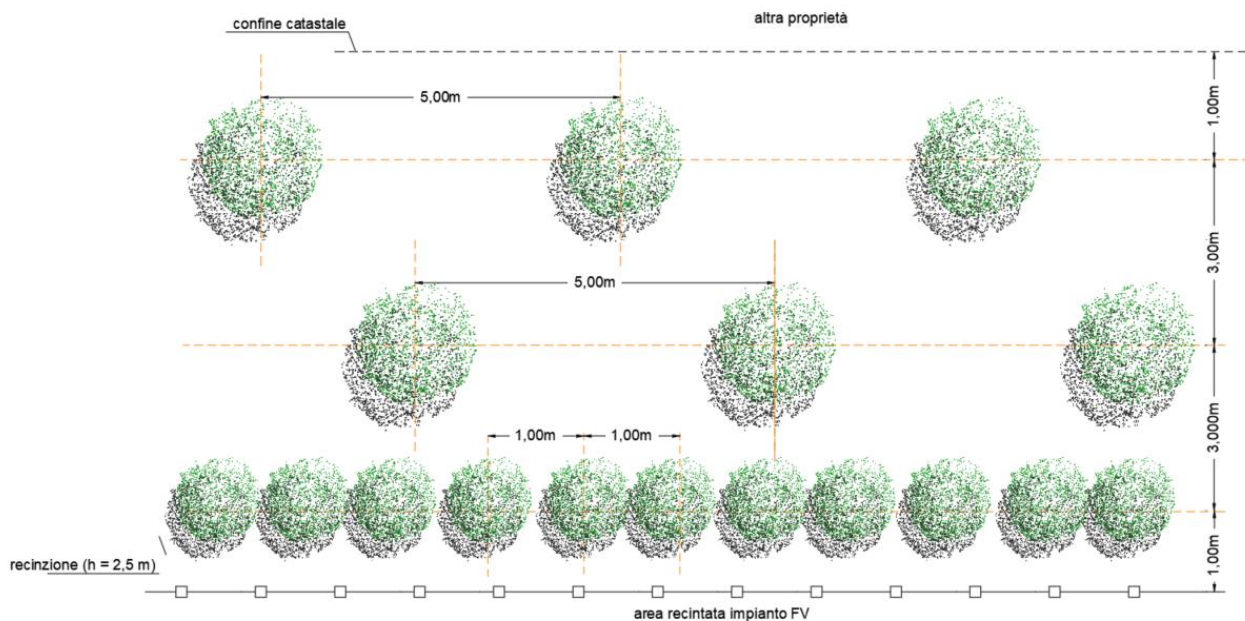 altra proprietà
confine catastale
5,00m
1,00m
3,00m
5,00m
3,000m
1,00m
1,00m
1,00m
recinzione (h = 2,5 m)
area recintata impianto FV